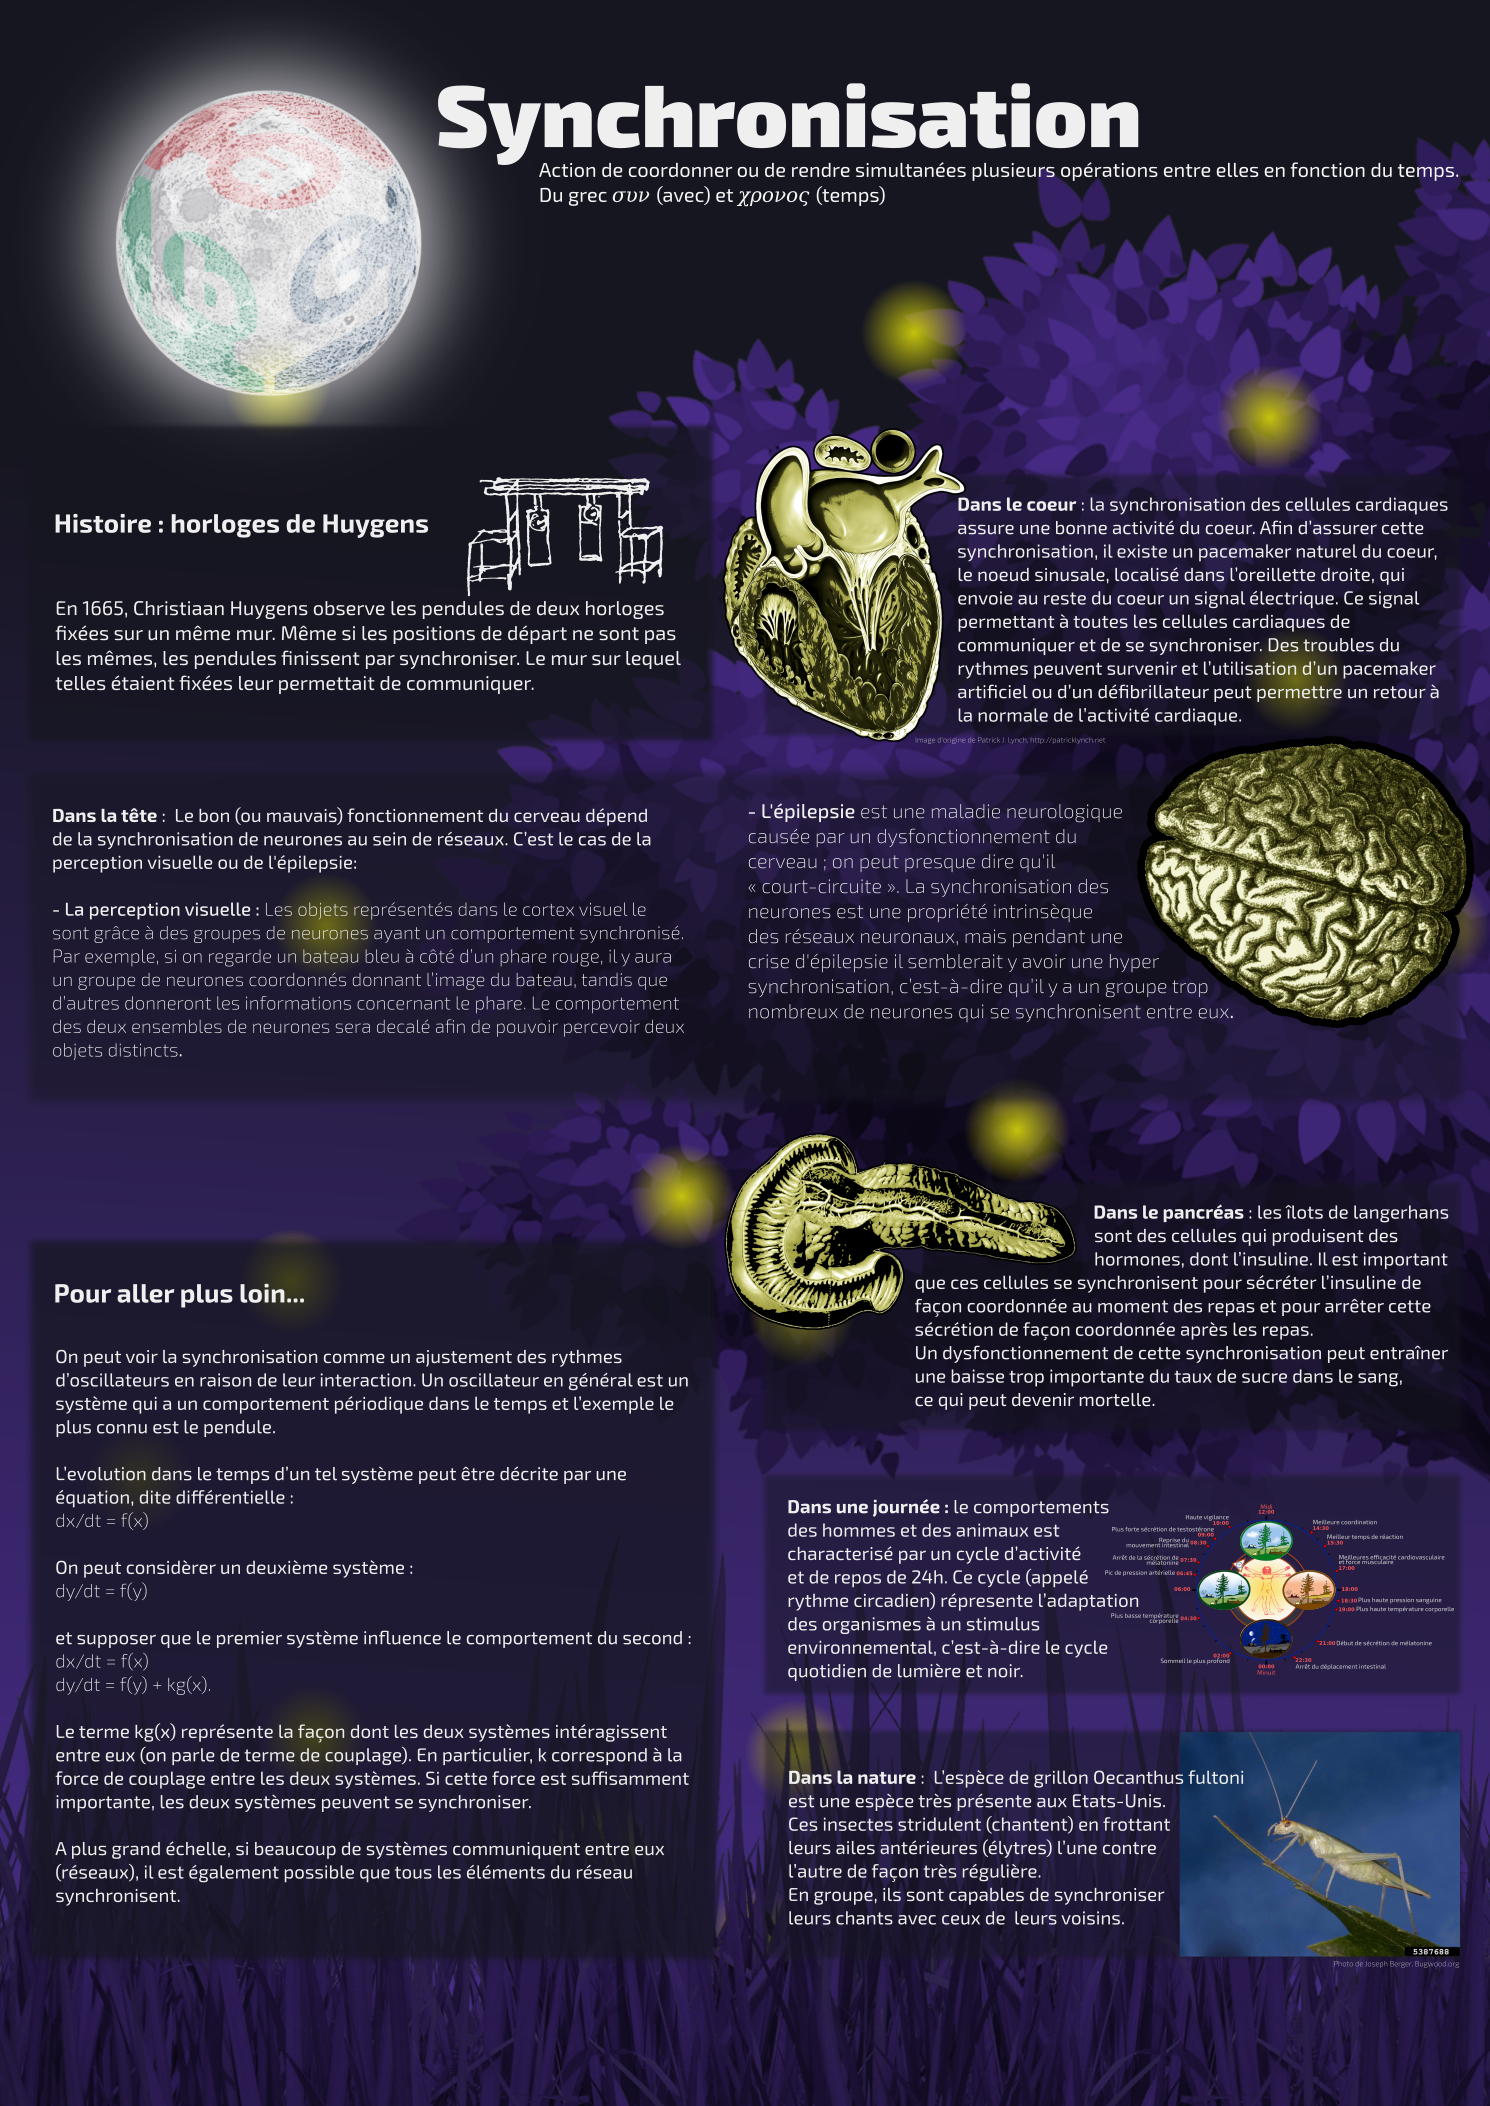 Synchronisation
Action de coordonner ou de rendre simultanées plusieurs opérations entre elles en fonction du temps.
Du grec συν (avec) et χρονος (temps)
Histoire : horloges de Huygens
En 1665, Christiaan Huygens observe les pendules de deux horloges
fixées sur un même mur. Même si les positions de départ ne sont pas
les mêmes, les pendules finissent par synchroniser. Le mur sur lequel
telles étaient fixées leur permettait de communiquer.
Dans le coeur : la synchronisation des cellules cardiaques
assure une bonne activité du coeur. Afin d'assurer cette
synchronisation, il existe un pacemaker naturel du coeur,
le noeud sinusale, localisé dans l'oreillette droite, qui
envoie au reste du coeur un signal électrique. Ce signal
permettant à toutes les cellules cardiaques de
communiquer et de se synchroniser. Des troubles du
rythmes peuvent survenir et l'utilisation d'un pacemaker
artificiel ou d'un défibrillateur peut permettre un retour à
la normale de l'activité cardiaque.
Image d'origine de Patrick J. Lynch, http://patricklynch.net
Dans la tête : Le bon (ou mauvais) fonctionnement du cerveau dépend
de la synchronisation de neurones au sein de réseaux. C'est le cas de la
perception visuelle ou de l'épilepsie:
- La perception visuelle : Les objets représentés dans le cortex visuel le
sont grâce à des groupes de neurones ayant un comportement synchronisé.
Par exemple, si on regarde un bateau bleu à côté d'un phare rouge, il y aura
un groupe de neurones coordonnés donnant l'image du bateau, tandis que
d'autres donneront les informations concernant le phare. Le comportement
des deux ensembles de neurones sera decalé afin de pouvoir percevoir deux
objets distincts.
- L'épilepsie est une maladie neurologique
causée par un dysfonctionnement du
cerveau ; on peut presque dire qu'il
« court-circuite ». La synchronisation des
neurones est une propriété intrinsèque
des réseaux neuronaux, mais pendant une
crise d'épilepsie il semblerait y avoir une hyper
synchronisation, c'est-à-dire qu'il y a un groupe trop
nombreux de neurones qui se synchronisent entre eux.
Dans le pancréas : les îlots de langerhans
sont des cellules qui produisent des
hormones, dont l'insuline. Il est important
que ces cellules se synchronisent pour sécréter l'insuline de
façon coordonnée au moment des repas et pour arrêter cette
sécrétion de façon coordonnée après les repas.
Un dysfonctionnement de cette synchronisation peut entraîner
une baisse trop importante du taux de sucre dans le sang,
ce qui peut devenir mortelle.
Pour aller plus loin...
On peut voir la synchronisation comme un ajustement des rythmes
d'oscillateurs en raison de leur interaction. Un oscillateur en général est un
système qui a un comportement périodique dans le temps et l'exemple le
plus connu est le pendule.
L'evolution dans le temps d'un tel système peut être décrite par une
équation, dite différentielle :
dx/dt = f(x)
On peut considèrer un deuxième système :
dy/dt = f(y)
et supposer que le premier système influence le comportement du second :
dx/dt = f(x)
dy/dt = f(y) + kg(x).
Le terme kg(x) représente la façon dont les deux systèmes intéragissent
entre eux (on parle de terme de couplage). En particulier, k correspond à la
force de couplage entre les deux systèmes. Si cette force est suffisamment
importante, les deux systèmes peuvent se synchroniser.
A plus grand échelle, si beaucoup de systèmes communiquent entre eux
(réseaux), il est également possible que tous les éléments du réseau
synchronisent.
Dans une journée : le comportements
des hommes et des animaux est
characterisé par un cycle d'activité
et de repos de 24h. Ce cycle (appelé
rythme circadien) répresente l'adaptation
des organismes à un stimulus
environnemental, c'est-à-dire le cycle
quotidien de lumière et noir.
Midi
12:00
Haute vigilance
10:00
Plus forte sécrétion de testostérone
09:00
Reprise du
mouvement intestinal 08:30
Arrêt de la sécrétion de
mélatonine 07:30
Pic de pression artérielle 06:45
06:00
Plus basse température
corporelle 04:30
02:00
Sommeil le plus profond
00:00
Minuit
Meilleure coordination
14:30
Meilleur temps de réaction
15:30
Meilleures efficacité cardiovasculaire
et force musculaire
17:00
18:00
18:30 Plus haute pression sanguine
19:00 Plus haute température corporelle
21:00 Début de sécrétion de mélatonine
22:30
Arrêt du déplacement intestinal
Dans la nature : L'espèce de grillon Oecanthus fultoni
est une espèce très présente aux Etats-Unis.
Ces insectes stridulent (chantent) en frottant
leurs ailes antérieures (élytres) l'une contre
l'autre de façon très régulière.
En groupe, ils sont capables de synchroniser
leurs chants avec ceux de leurs voisins.
5387688
Photo de Joseph Berger, Bugwood.org